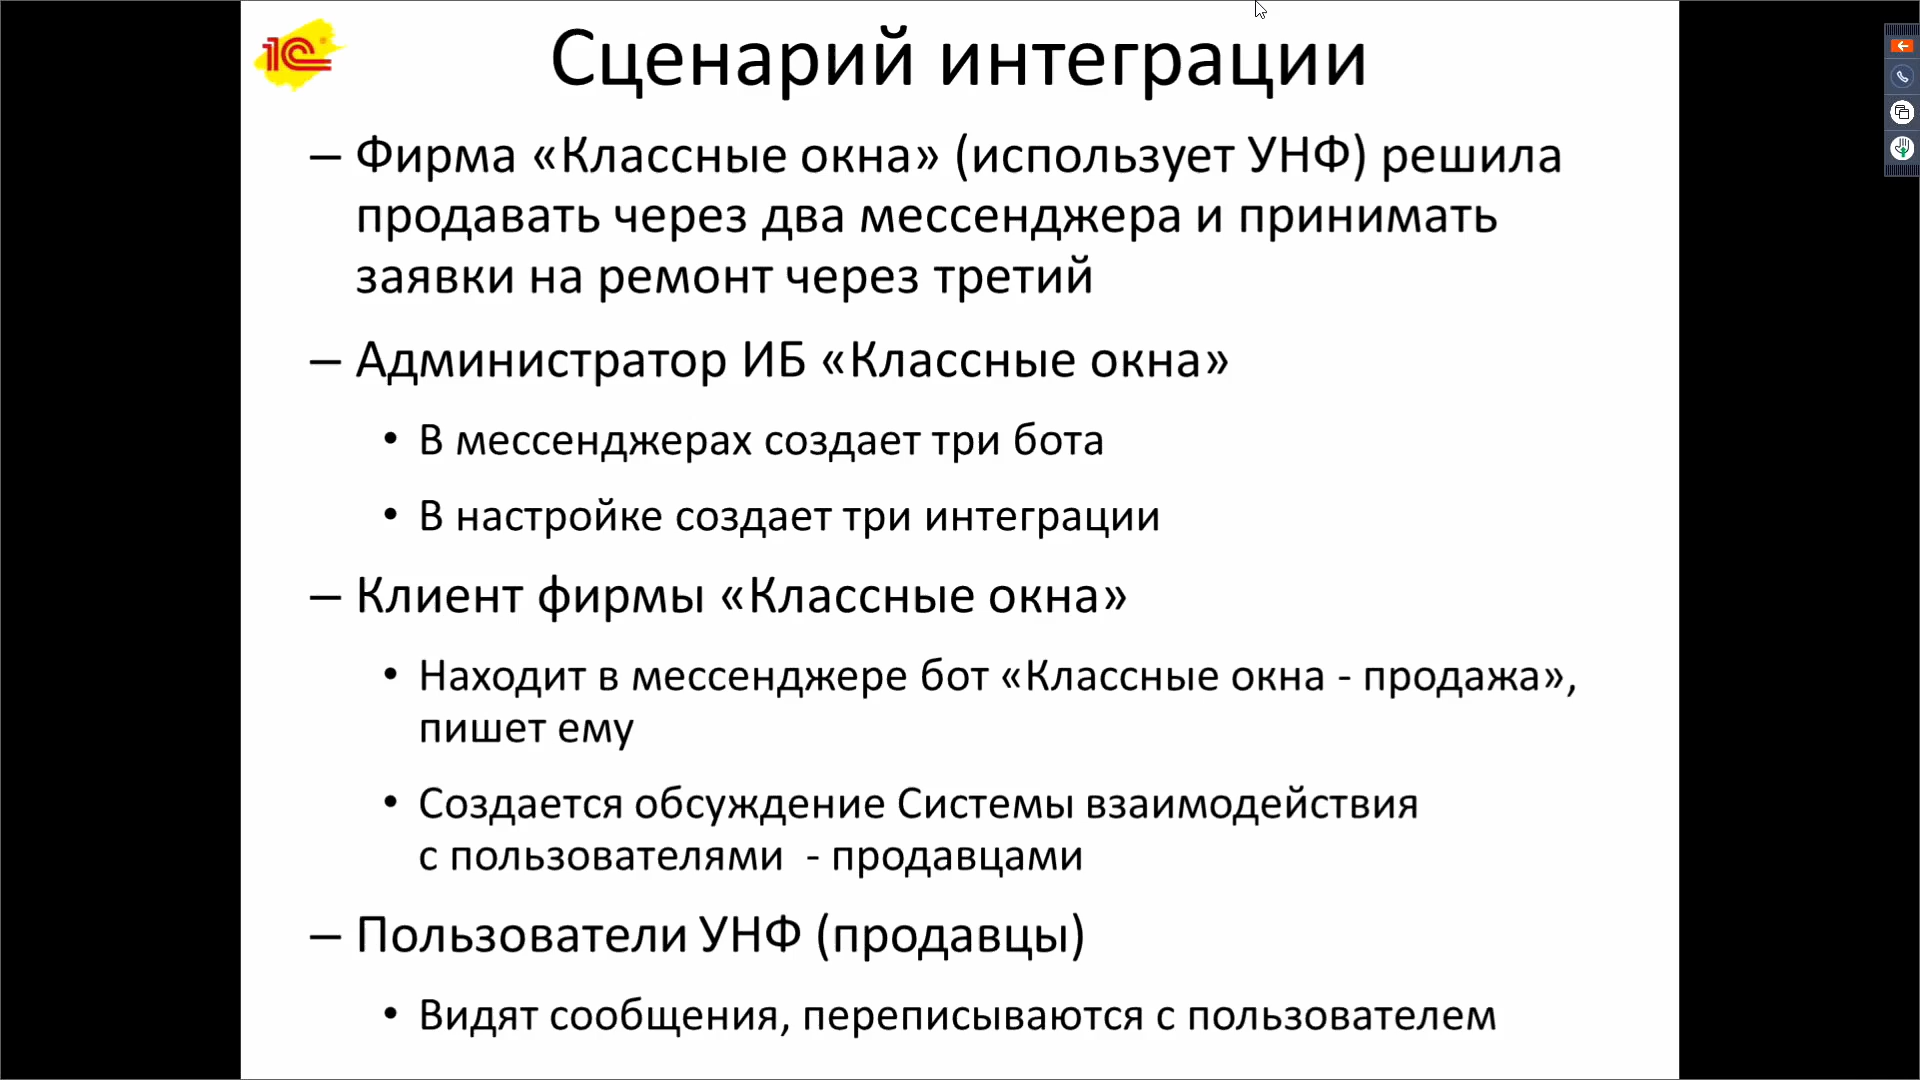 1С
Сценарий интеграции
– Фирма «Классные окна» (использует УНФ) решила
продавать через два мессенджера и принимать
заявки на ремонт через третий
– Администратор ИБ «Классные окна»
• В мессенджерах создает три бота
• В настройке создает три интеграции
– Клиент фирмы «Классные окна»
• Находит в мессенджере бот «Классные окна - продажа»,
пишет ему
• Создается обсуждение Системы взаимодействия
с пользователями - продавцами
– Пользователи УНФ (продавцы)
• Видят сообщения, переписываются с пользователем